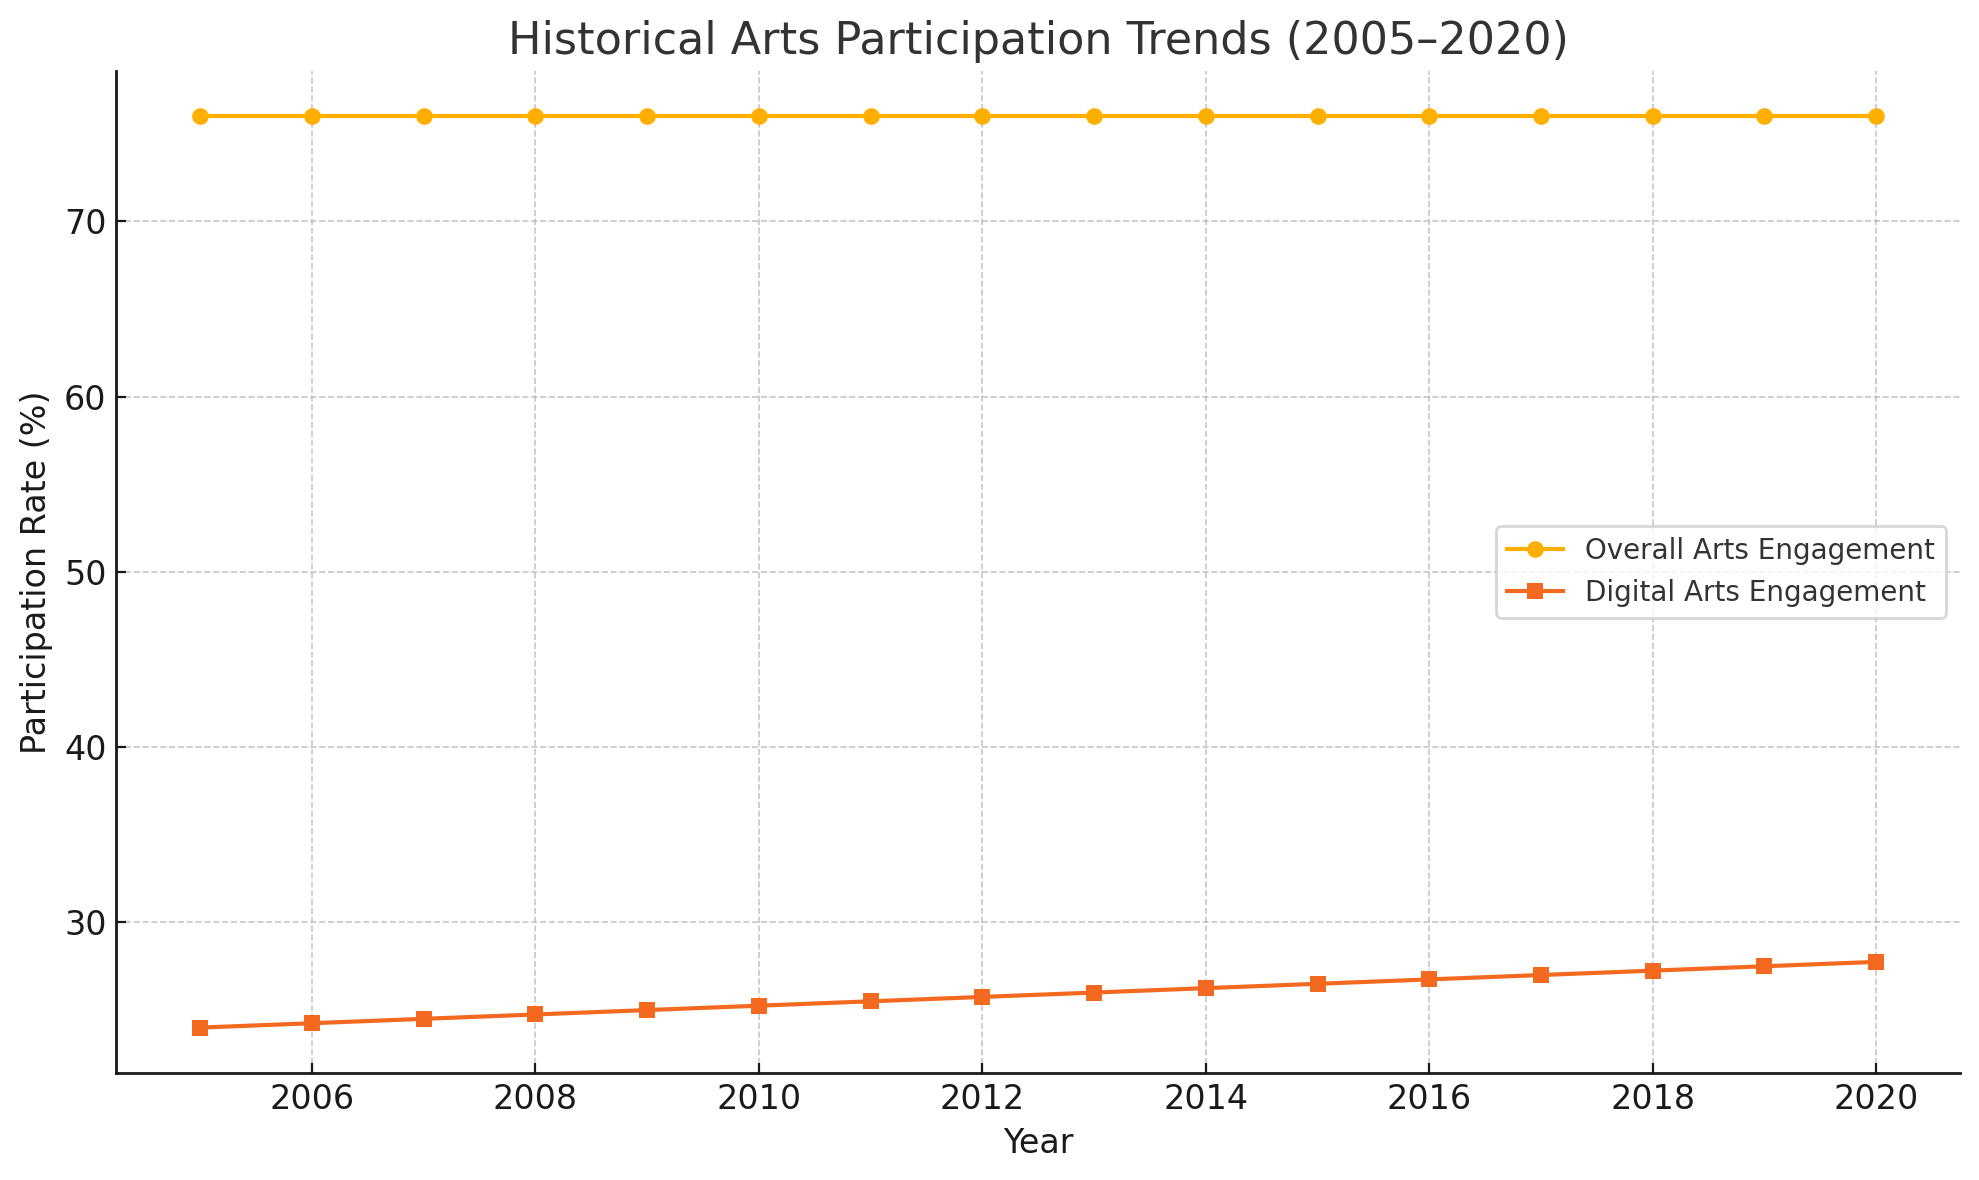 Historical Arts Participation Trends (2005–2020)
Participation Rate (%)
70
60
50
40
30
Overall Arts Engagement
Digital Arts Engagement
2006 2008 2010 2012 2014 2016 2018 2020
Year